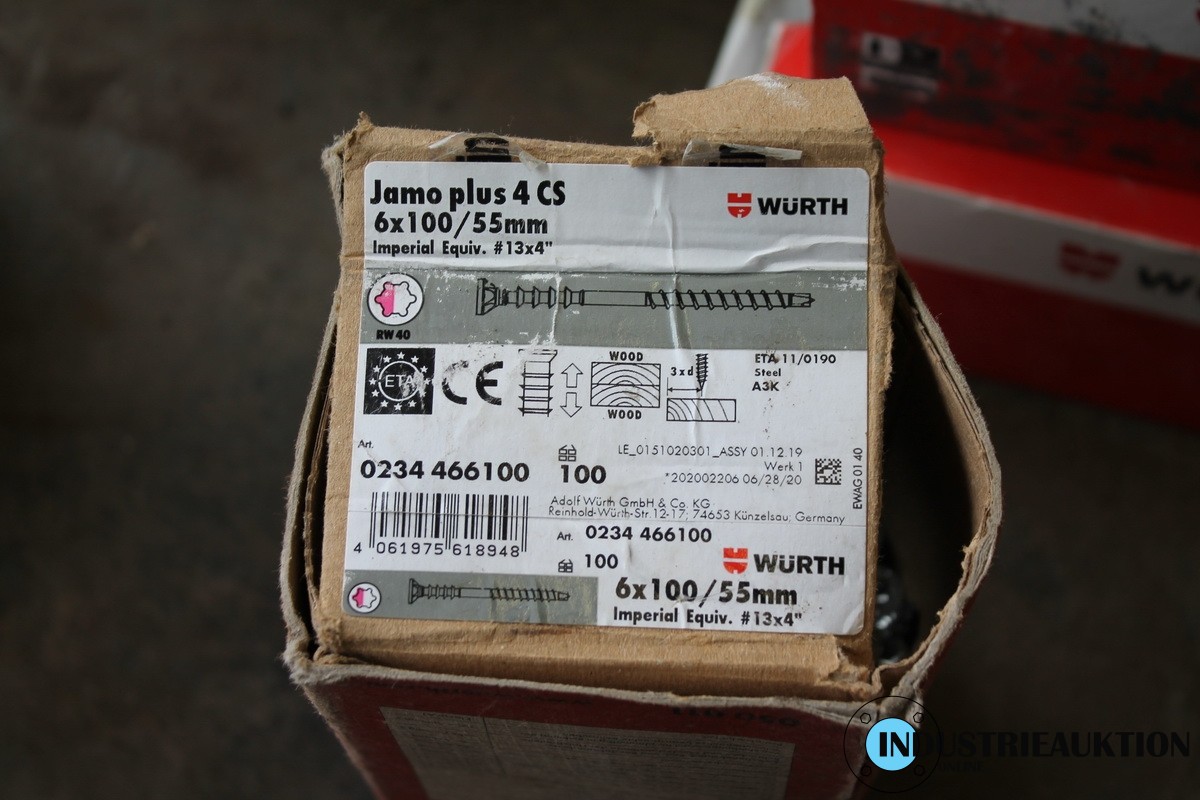 Jamo plus 4 CS
6x100/55mm
Imperial Equiv. #13x4"
WÜRTH
RW 40
ETA
CE
WOOD
WOOD
3 x d
ETA 11/0190
Steel
A3K
Art.
0234 466100
100
LE_0151020301_ASSY 01.12.19
Werk 1
*202002206 06/28/20
EWAG 01 40
Adolf Würth GmbH & Co. KG
Reinhold-Würth-Str. 12-17; 74653 Künzelsau; Germany
4 061975 618948
Art. 0234 466100
100
WÜRTH
6x100/55mm
Imperial Equiv. #13x4"
INDUSTRIEAUKTION